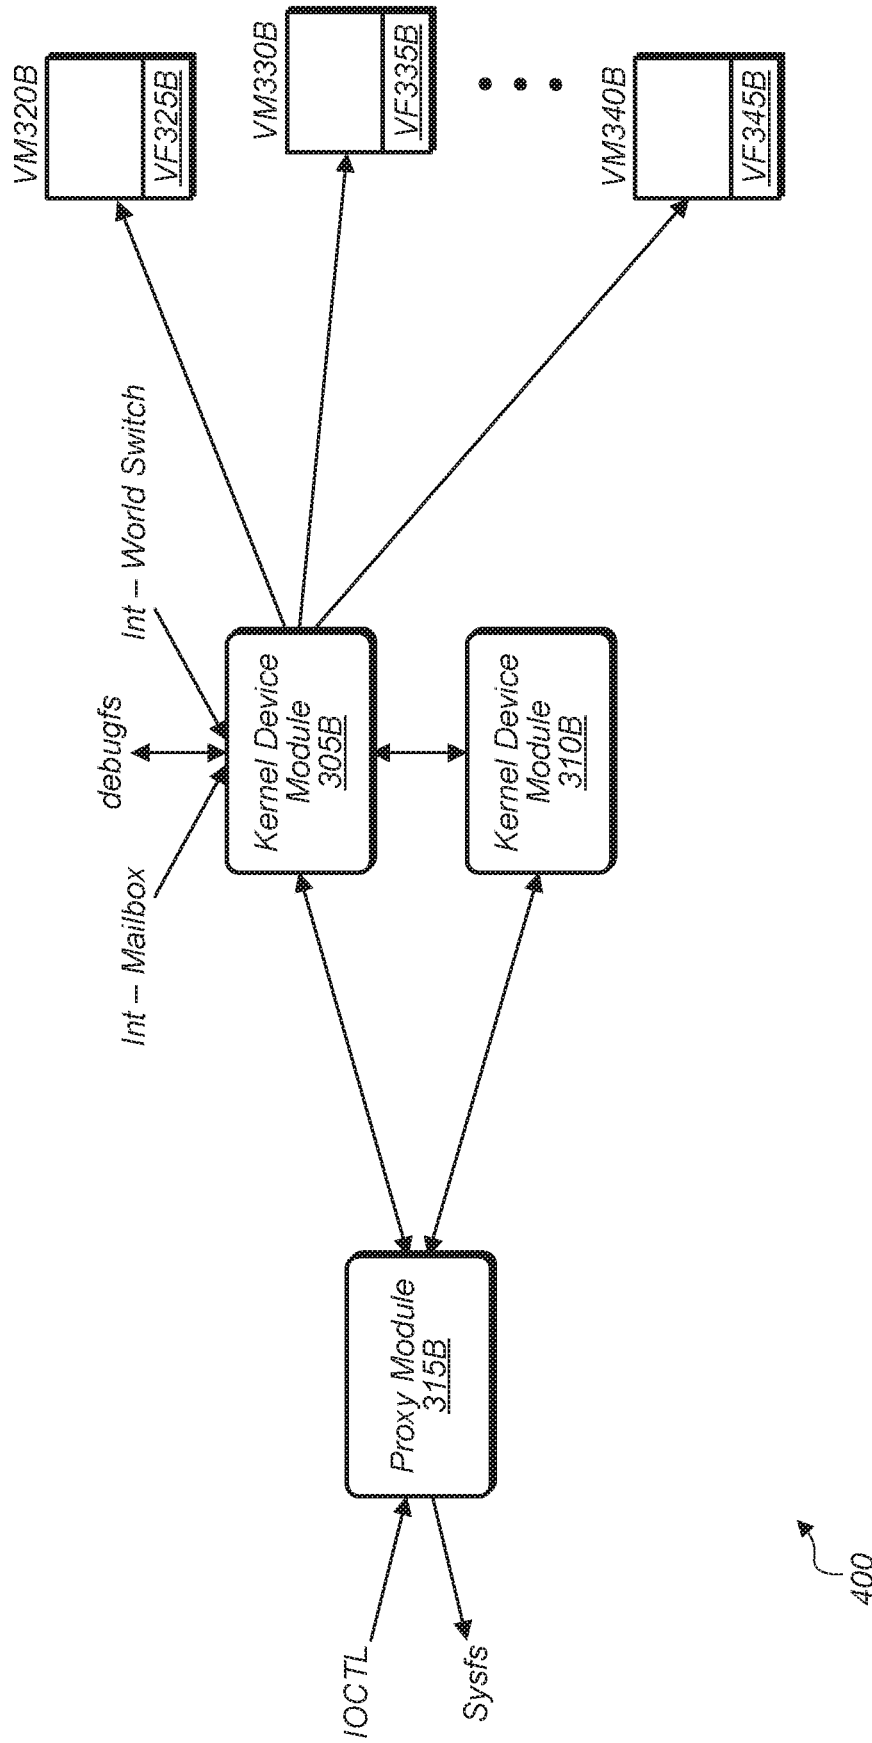 VM320B
VF325B
VM330B
VF335B
VM340B
VF345B
Int – World Switch
debugfs
Int – Mailbox
Kernel Device
Module
305B
Kernel Device
Module
310B
Proxy Module
315B
IOCTL
Sysfs
400